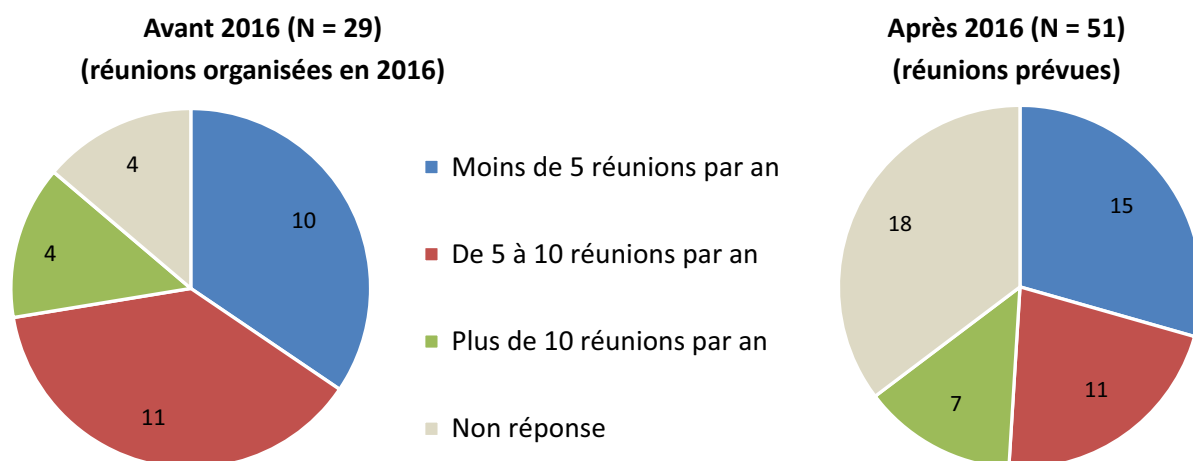 Avant 2016 (N = 29)
(réunions organisées en 2016)
4
10
4
11
Moins de 5 réunions par an
De 5 à 10 réunions par an
Plus de 10 réunions par an
Non réponse
Après 2016 (N = 51)
(réunions prévues)
18
15
7
11